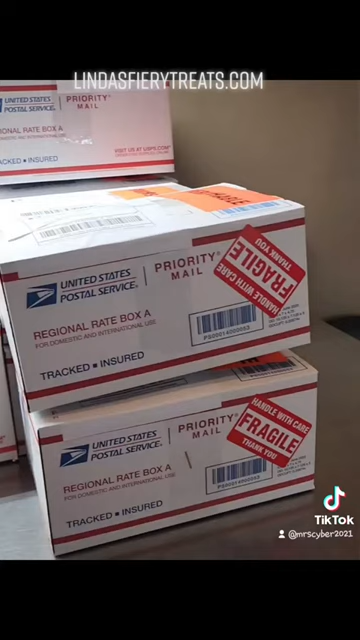 LINDASFIERYTREATS.COM
UNITED STATES
POSTAL SERVICE
PRIORITY
MAIL
REGIONAL RATE BOX A
VISIT US AT USPS.COM
TRACKED ■ INSURED
UNITED STATES
POSTAL SERVICE
PRIORITY
MAIL
REGIONAL RATE BOX A
FOR DOMESTIC AND INTERNATIONAL USE
TRACKED ■ INSURED
HANDLE WITH CARE
FRAGILE
THANK YOU
UNITED STATES
POSTAL SERVICE
PRIORITY
MAIL
REGIONAL RATE BOX A
FOR DOMESTIC AND INTERNATIONAL USE
TRACKED ■ INSURED
HANDLE WITH CARE
FRAGILE
THANK YOU
TikTok
@mrscyber2021